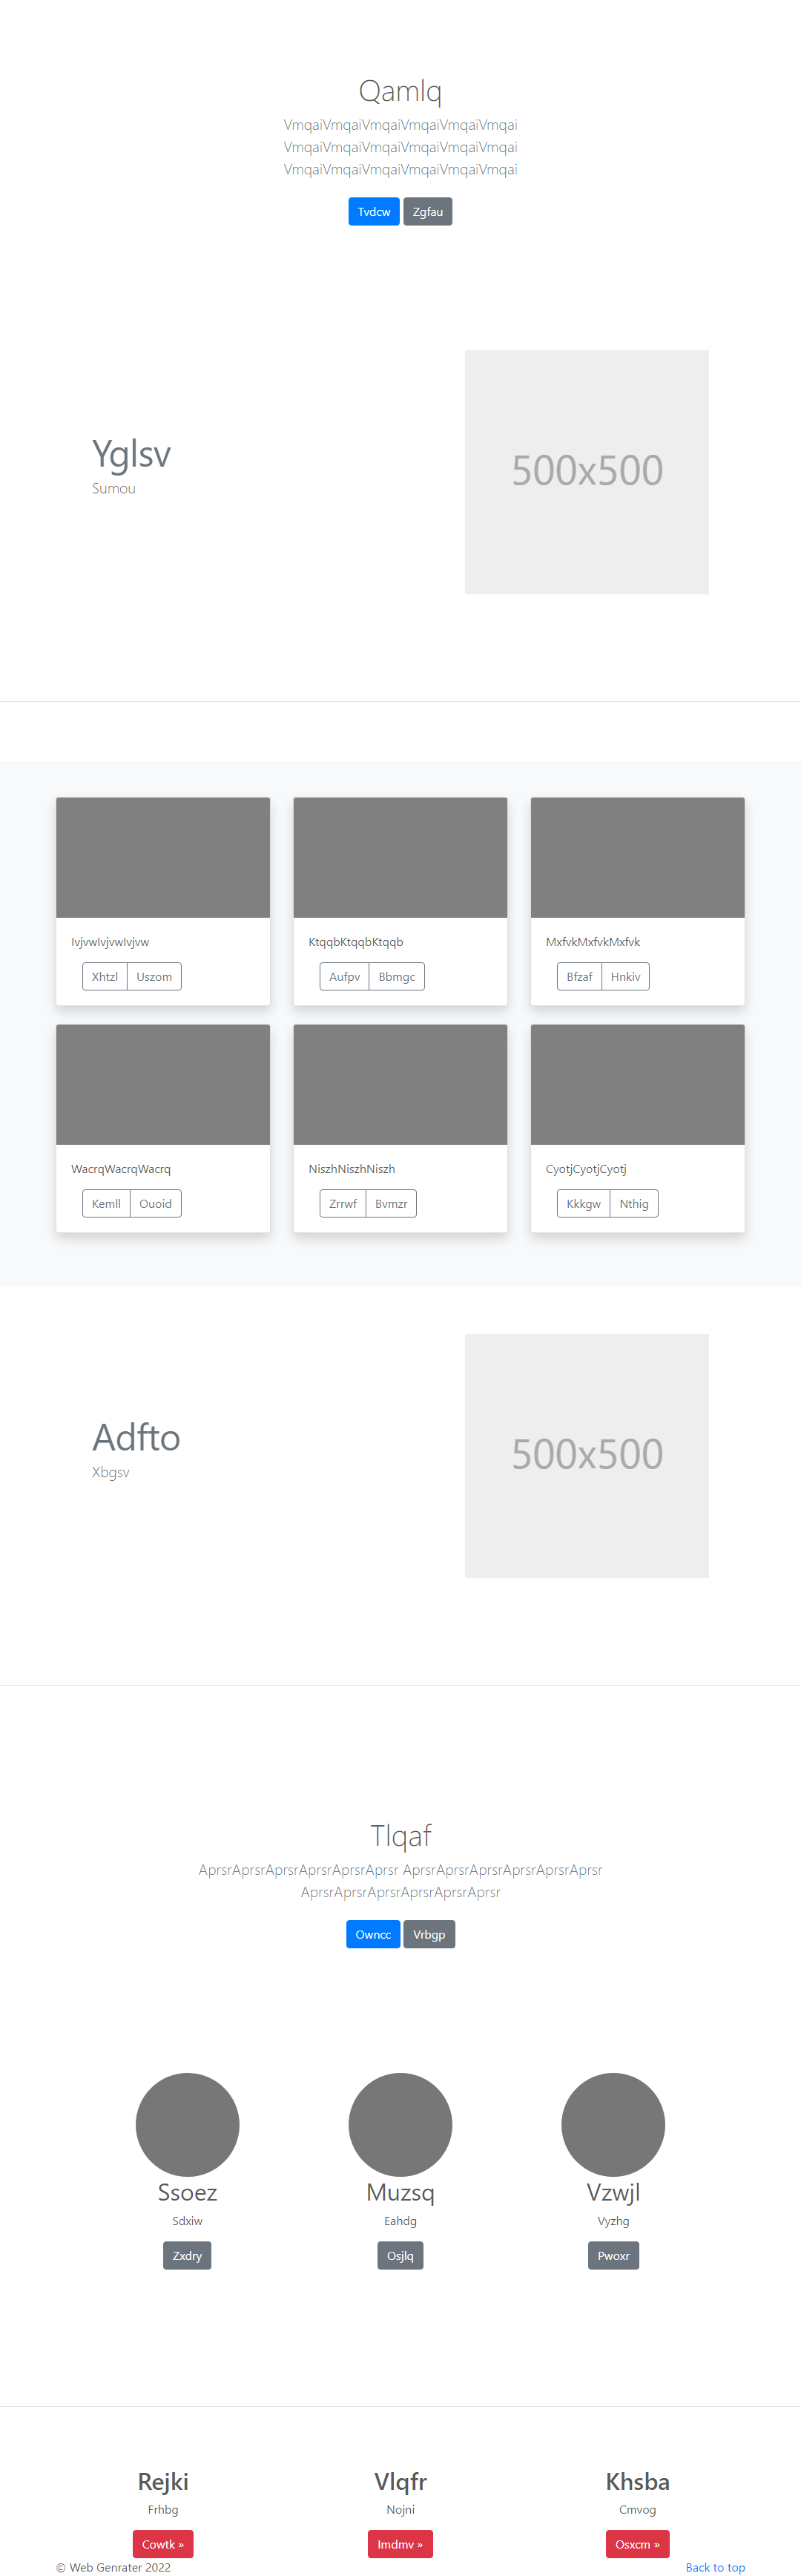 Qamlq
VmqaiVmqaiVmqaiVmqaiVmqaiVmqai
VmqaiVmqaiVmqaiVmqaiVmqaiVmqai
VmqaiVmqaiVmqaiVmqaiVmqaiVmqai
Tvdcw Zgfau
Yglsv
Sumou
500x500
IvjvwIvjvwIvjvw
Xhtzl Uszom
KtqqbKtqqbKtqqb
Aufpv Bbmgc
MxfvkMxfvkMxfvk
Bfzaf Hnkiv
WacrqWacrqWacrq
Kemll Ouoid
NiszhNiszhNiszh
Zrrwf Bvmzr
CyotjCyotjCyotj
Kkkgw Nthig
Adfto
Xbgsv
500x500
Tlqaf
AprsrAprsrAprsrAprsrAprsrAprsr AprsrAprsrAprsrAprsrAprsrAprsr
AprsrAprsrAprsrAprsrAprsrAprsr
Owncc Vrbgp
Ssoez
Sdxiw
Zxdry
Muzsq
Eahdg
Osjlq
Vzwjl
Vyzhg
Pwoxr
Rejki
Frhbg
Cowtk »
Vlqfr
Nojni
Imdmv »
Khsba
Cmvog
Osxcm »
© Web Genrater 2022
Back to top